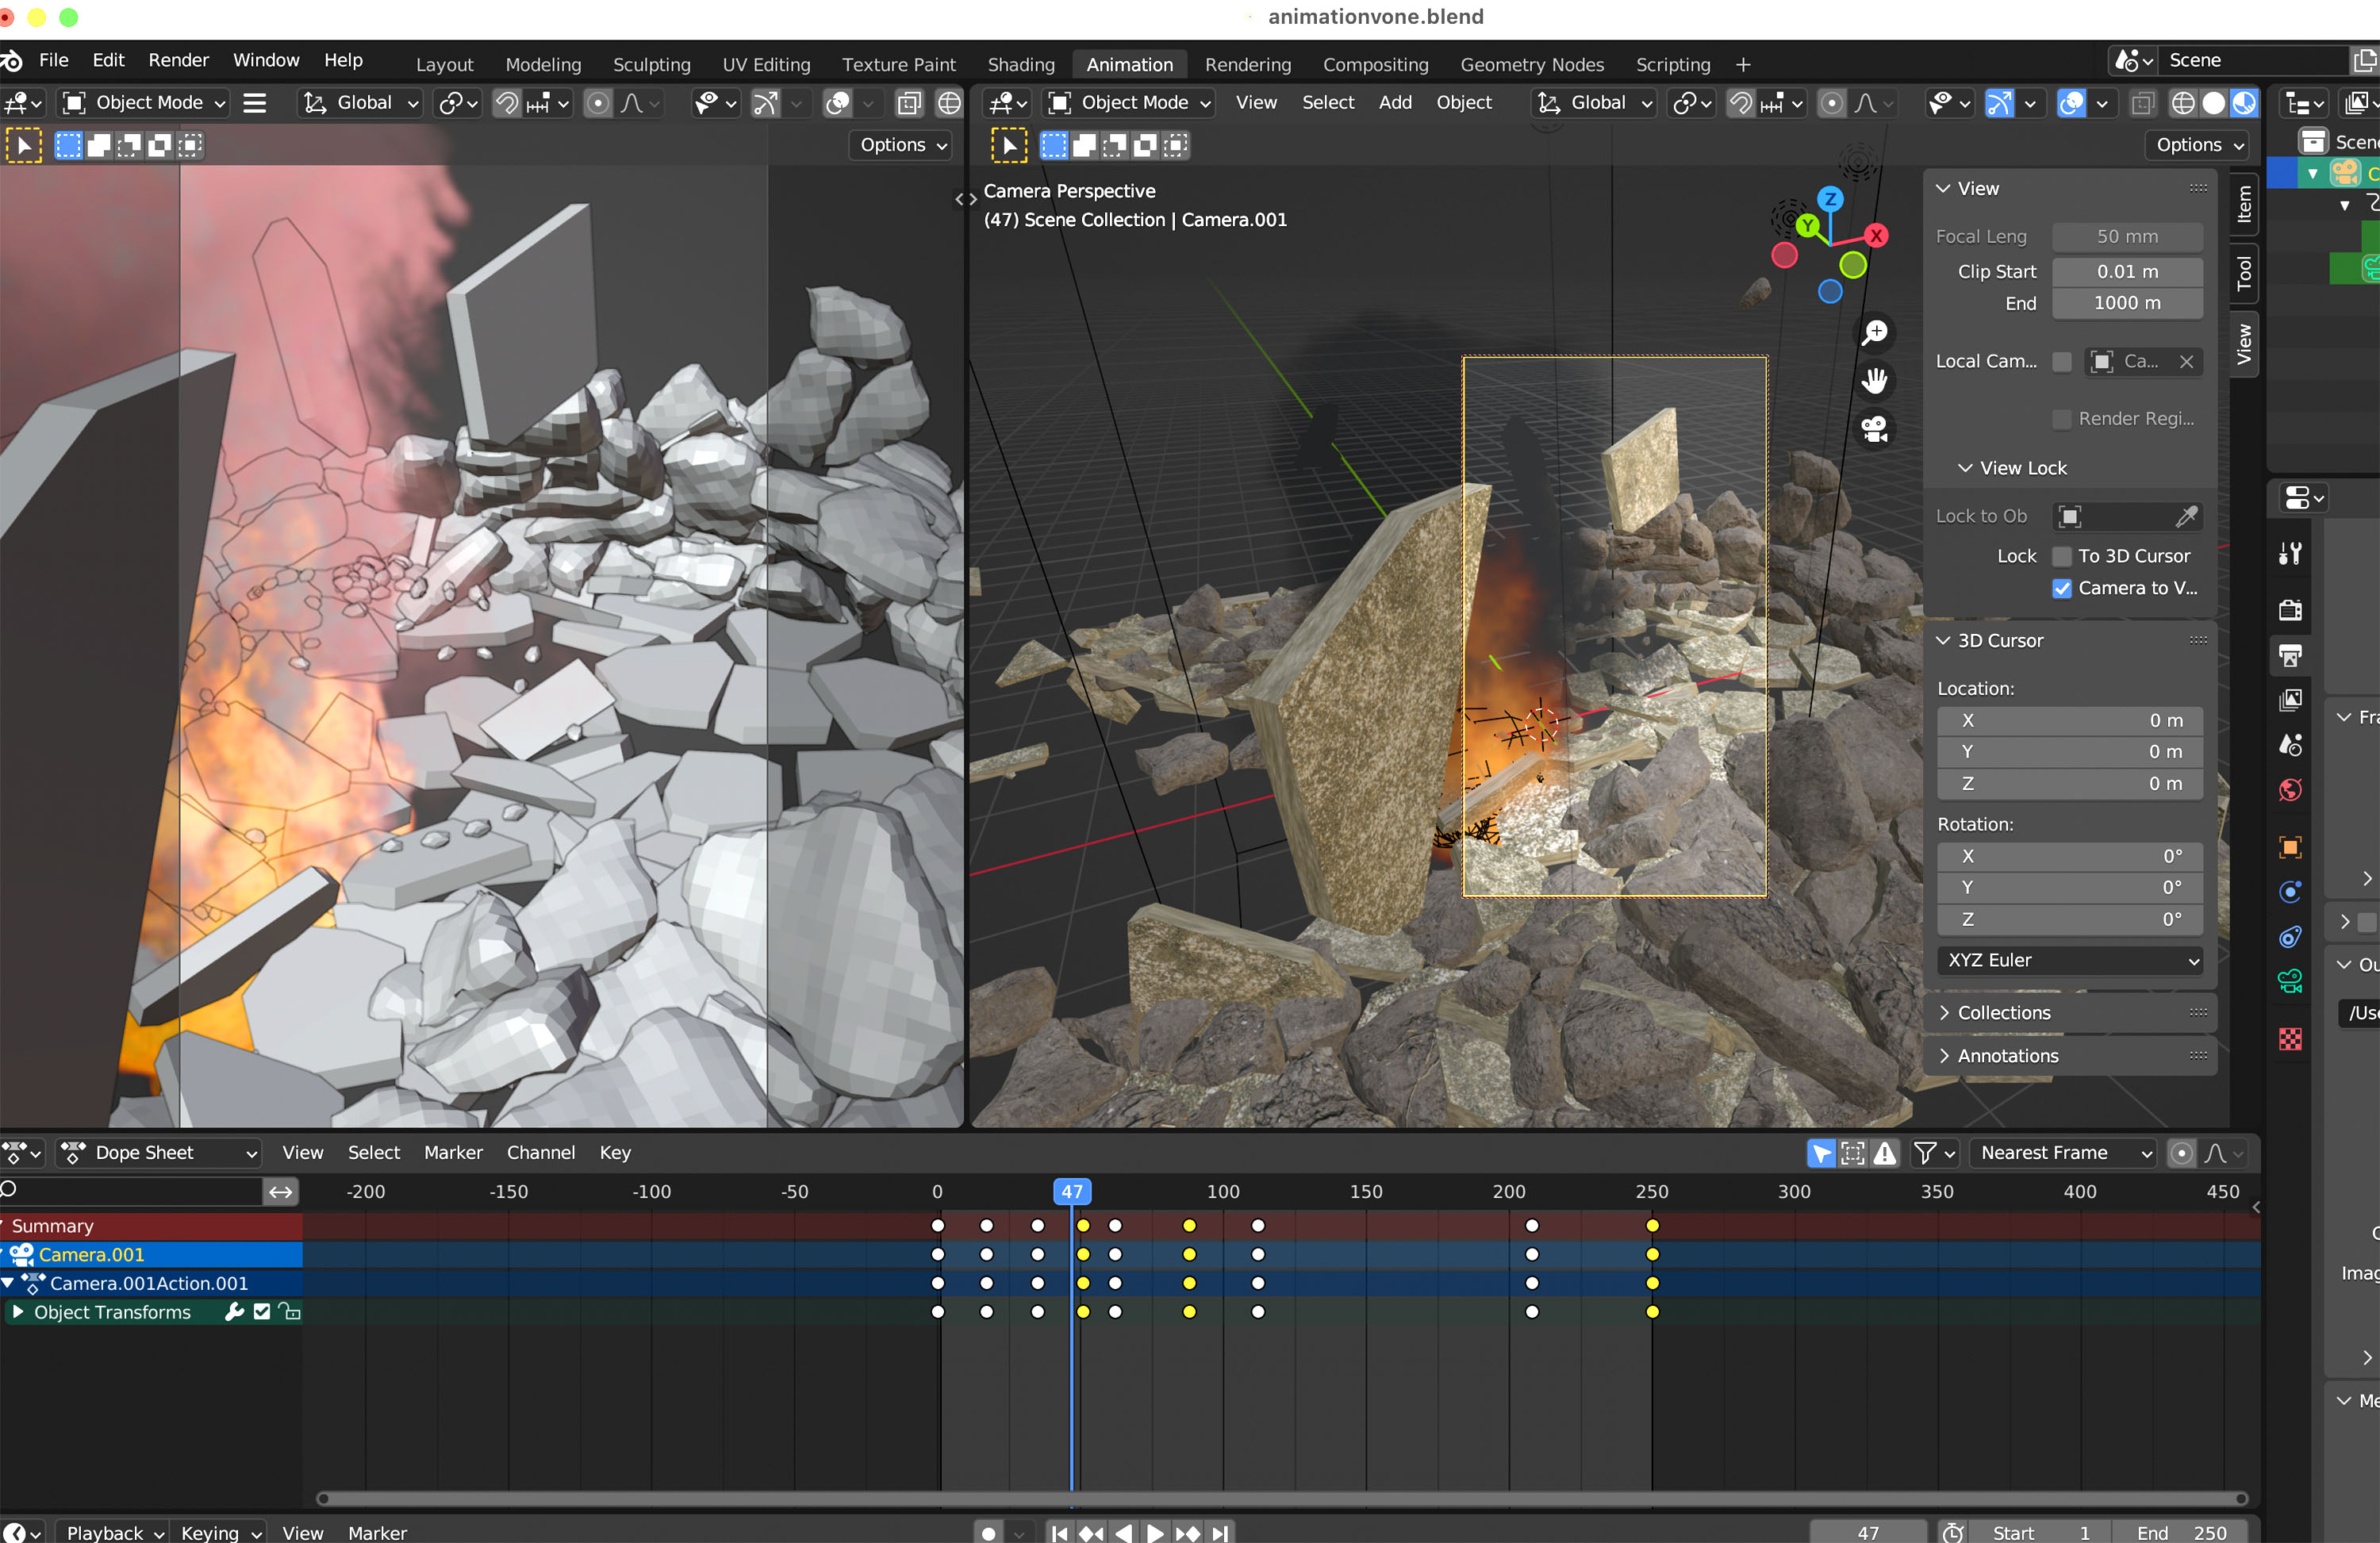 animationvone.blend
File Edit Render Window Help Layout Modeling Sculpting UV Editing Texture Paint Shading Animation Rendering Compositing Geometry Nodes Scripting + Scene
Object Mode Global Object Mode View Select Add Object Global
Options Options
Camera Perspective
(47) Scene Collection | Camera.001
Z
Y
X
View
Focal Leng 50 mm
Clip Start 0.01 m
End 1000 m
Local Cam... Ca...
Render Regi...
View Lock
Lock to Ob
Lock To 3D Cursor
Camera to V...
3D Cursor
Location:
X 0 m
Y 0 m
Z 0 m
Rotation:
X 0°
Y 0°
Z 0°
XYZ Euler
Collections
Annotations
Item
Tool
View
Scene
C
Fra
Ou
/Use
C
Imag
Me
Dope Sheet View Select Marker Channel Key Nearest Frame
-200 -150 -100 -50 0 47 100 150 200 250 300 350 400 450
Summary
Camera.001
Camera.001Action.001
Object Transforms
Playback Keying View Marker 47 Start 1 End 250